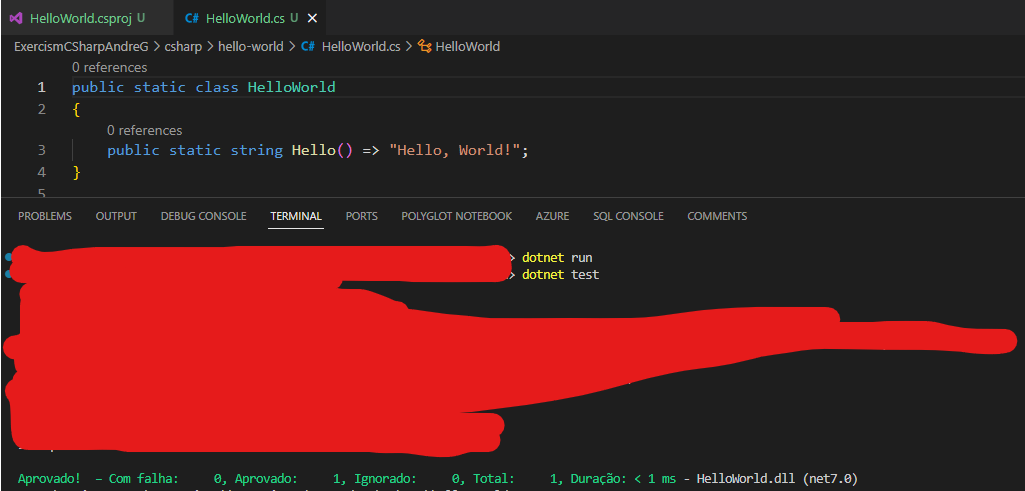 HelloWorld.csproj U C# HelloWorld.cs U
ExercismCSharpAndreG > csharp > hello-world > C# HelloWorld.cs > HelloWorld
0 references
1 public static class HelloWorld
2 {
0 references
3 public static string Hello() => "Hello, World!";
4 }
5
PROBLEMS OUTPUT DEBUG CONSOLE TERMINAL PORTS POLYGLOT NOTEBOOK AZURE SQL CONSOLE COMMENTS
> dotnet run
> dotnet test
Aprovado! – Com falha: 0, Aprovado: 1, Ignorado: 0, Total: 1, Duração: < 1 ms - HelloWorld.dll (net7.0)